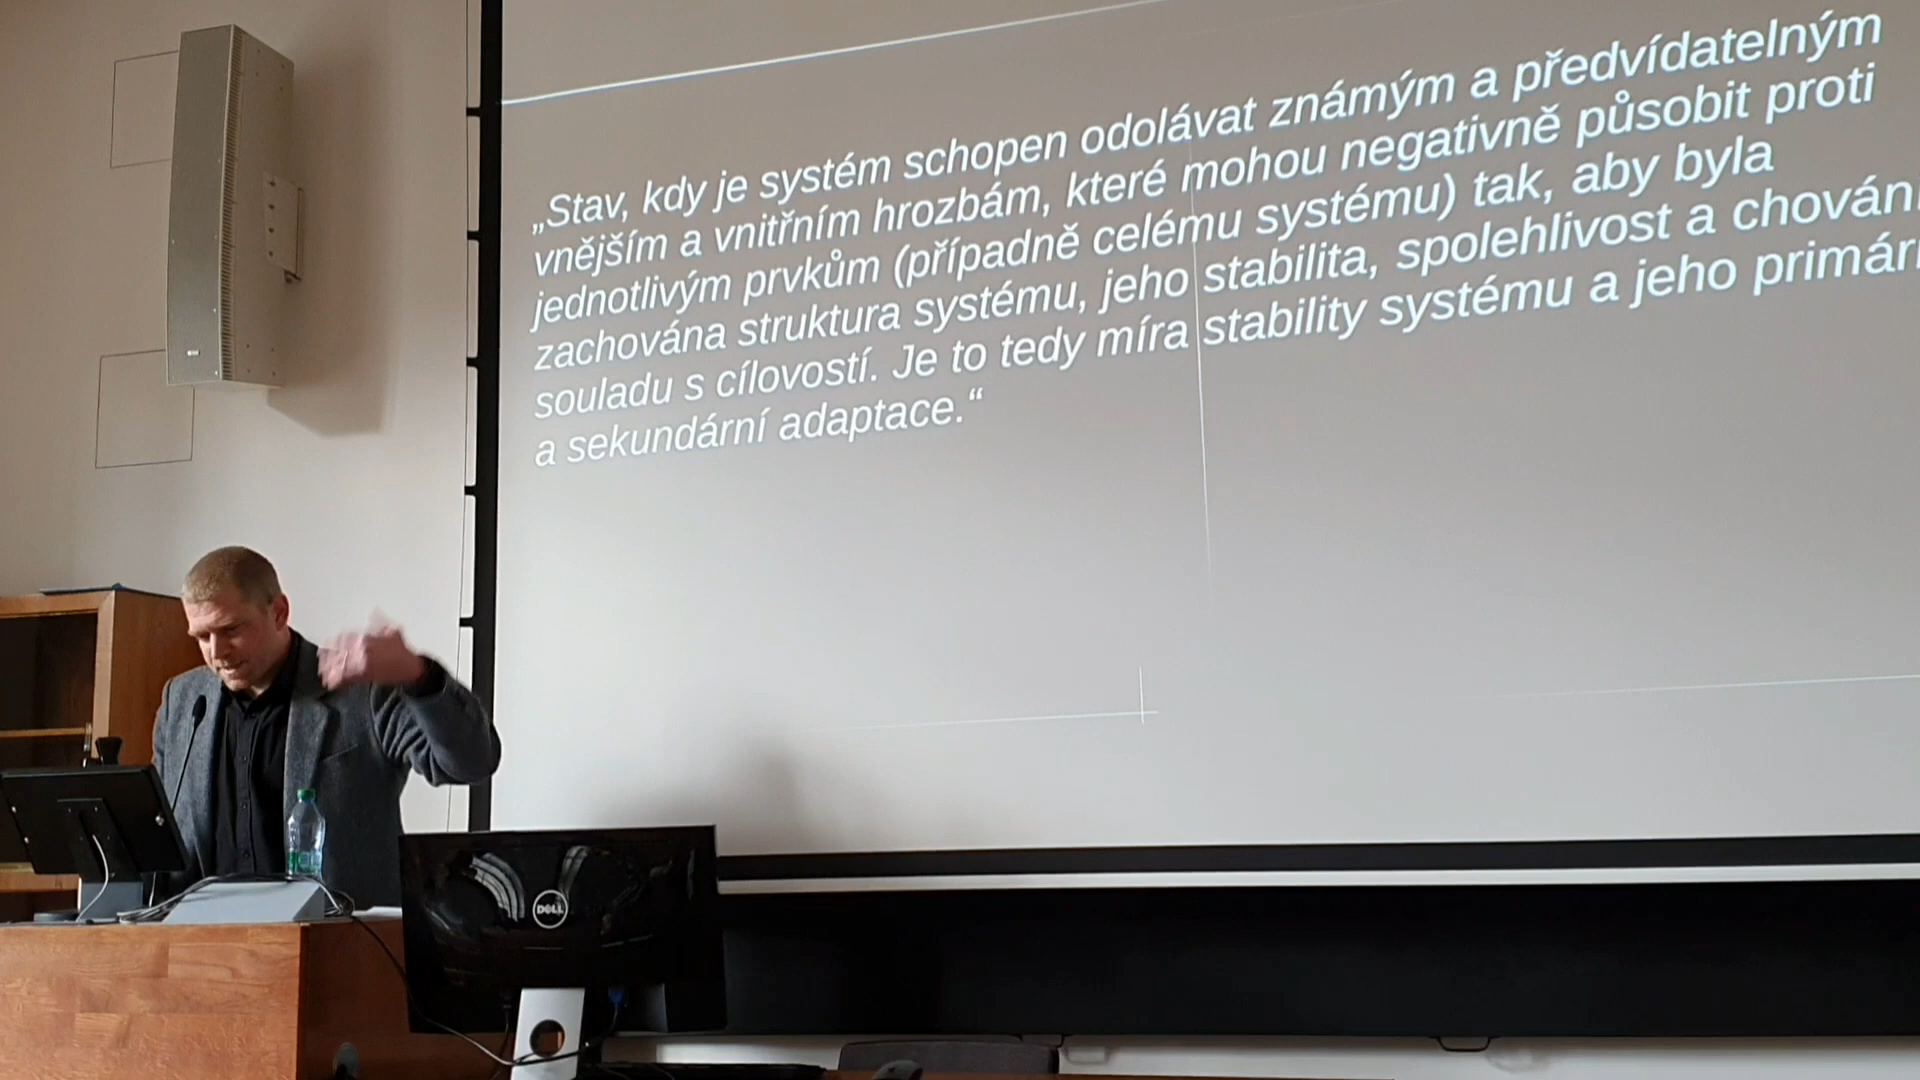 „Stav, kdy je systém schopen odolávat známým a předvídatelným
vnějším a vnitřním hrozbám, které mohou negativně působit proti
jednotlivým prvkům (případně celému systému) tak, aby byla
zachována struktura systému, jeho stabilita, spolehlivost a chování
souladu s cílovostí. Je to tedy míra stability systému a jeho primární
a sekundární adaptace.“
DELL